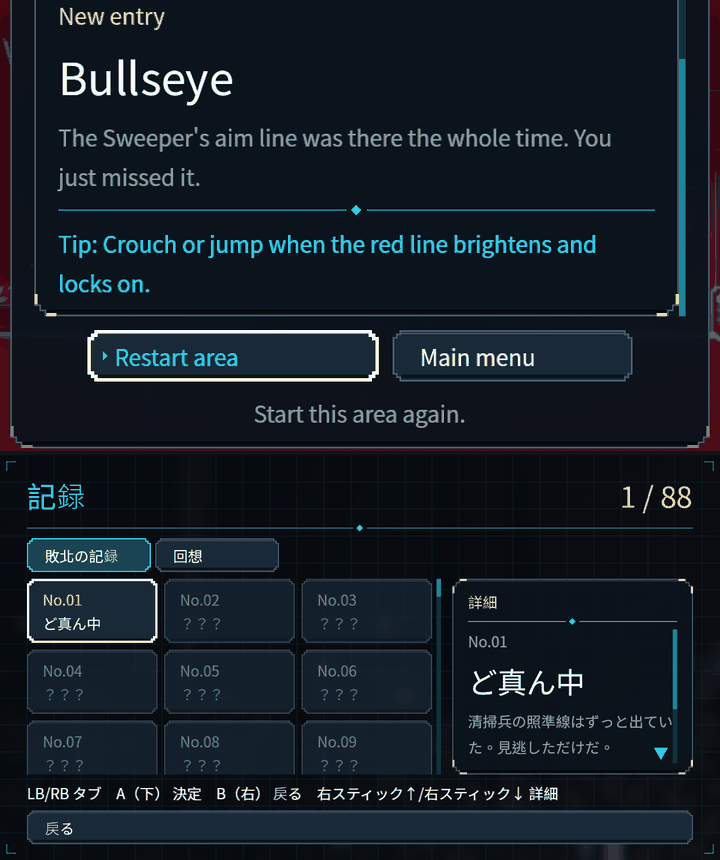 New entry
Bullseye
The Sweeper's aim line was there the whole time. You
just missed it.
Tip: Crouch or jump when the red line brightens and
locks on.
Restart area
Main menu
Start this area again.
記録
1 / 88
敗北の記録
回想
No.01
ど真ん中
No.02
？？？
No.03
？？？
No.04
？？？
No.05
？？？
No.06
？？？
No.07
？？？
No.08
？？？
No.09
？？？
詳細
No.01
ど真ん中
清掃兵の照準線はずっと出てい
た。見逃しただけだ。
LB/RB タブ A（下） 決定 B（右） 戻る 右スティック↑/右スティック↓ 詳細
戻る